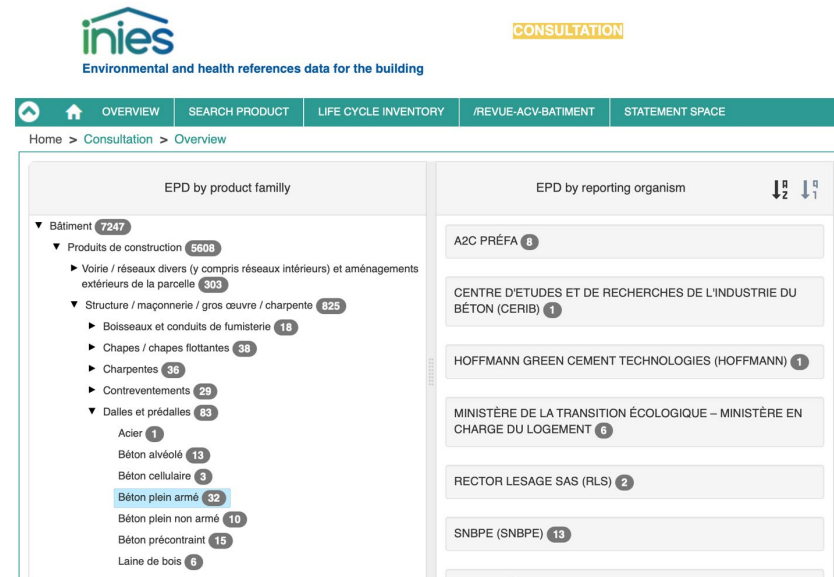 inies
CONSULTATION
Environmental and health references data for the building
OVERVIEW SEARCH PRODUCT LIFE CYCLE INVENTORY /REVUE-ACV-BATIMENT STATEMENT SPACE
Home > Consultation > Overview
EPD by product familly
▼ Bâtiment 7247
▼ Produits de construction 5608
► Voirie / réseaux divers (y compris réseaux intérieurs) et aménagements
extérieurs de la parcelle 303
▼ Structure / maçonnerie / gros œuvre / charpente 825
► Boisseaux et conduits de fumisterie 18
► Chapes / chapes flottantes 38
► Charpentes 36
► Contreventements 29
▼ Dalles et prédalles 83
Acier 1
Béton alvéolé 13
Béton cellulaire 3
Béton plein armé 32
Béton plein non armé 10
Béton précontraint 15
Laine de bois 6
EPD by reporting organism
A2C PRÉFA 8
CENTRE D'ETUDES ET DE RECHERCHES DE L'INDUSTRIE DU
BÉTON (CERIB) 1
HOFFMANN GREEN CEMENT TECHNOLOGIES (HOFFMANN) 1
MINISTÈRE DE LA TRANSITION ÉCOLOGIQUE – MINISTÈRE EN
CHARGE DU LOGEMENT 6
RECTOR LESAGE SAS (RLS) 2
SNBPE (SNBPE) 13